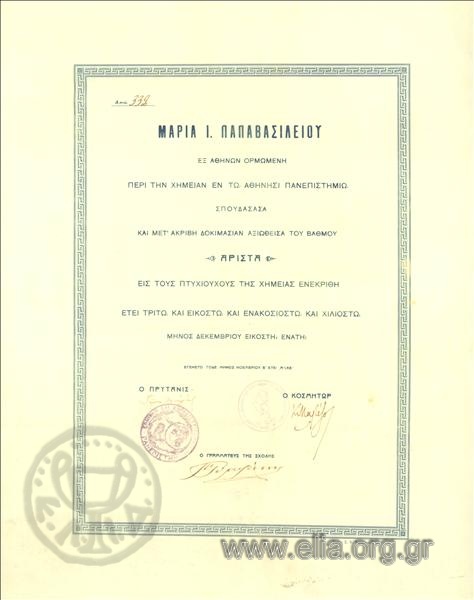 338
ΜΑΡΙΑ Ι. ΠΑΠΑΒΑΣΙΛΕΙΟΥ
ΕΞ ΑΘΗΝΩΝ ΟΡΜΩΜΕΝΗ
ΠΕΡΙ ΤΗΝ ΧΗΜΕΙΑΝ ΕΝ ΤΩ, ΑΘΗΝΗΣΙ ΠΑΝΕΠΙΣΤΗΜΙΩ,
ΣΠΟΥΔΑΣΑΣΑ
ΚΑΙ ΜΕΤ' ΑΚΡΙΒΗ ΔΟΚΙΜΑΣΙΑΝ ΑΞΙΩΘΕΙΣΑ ΤΟΥ ΒΑΘΜΟΥ
ΑΡΙΣΤΑ
ΕΙΣ ΤΟΥΣ ΠΤΥΧΙΟΥΧΟΥΣ ΤΗΣ ΧΗΜΕΙΑΣ ΕΝΕΚΡΙΘΗ
ΕΤΕΙ ΤΡΙΤΩ, ΚΑΙ ΕΙΚΟΣΤΩ, ΚΑΙ ΕΝΑΚΟΣΙΟΣΤΩ, ΚΑΙ ΧΙΛΙΟΣΤΩ,
ΜΗΝΟΣ ΔΕΚΕΜΒΡΙΟΥ ΕΙΚΟΣΤΗ, ΕΝΑΤΗ,
Ο ΠΡΥΤΑΝΙΣ
Ο ΚΟΣΜΗΤΩΡ
Ο ΓΡΑΜΜΑΤΕΥΣ ΤΗΣ ΣΧΟΛΗΣ
www.elia.org.gr